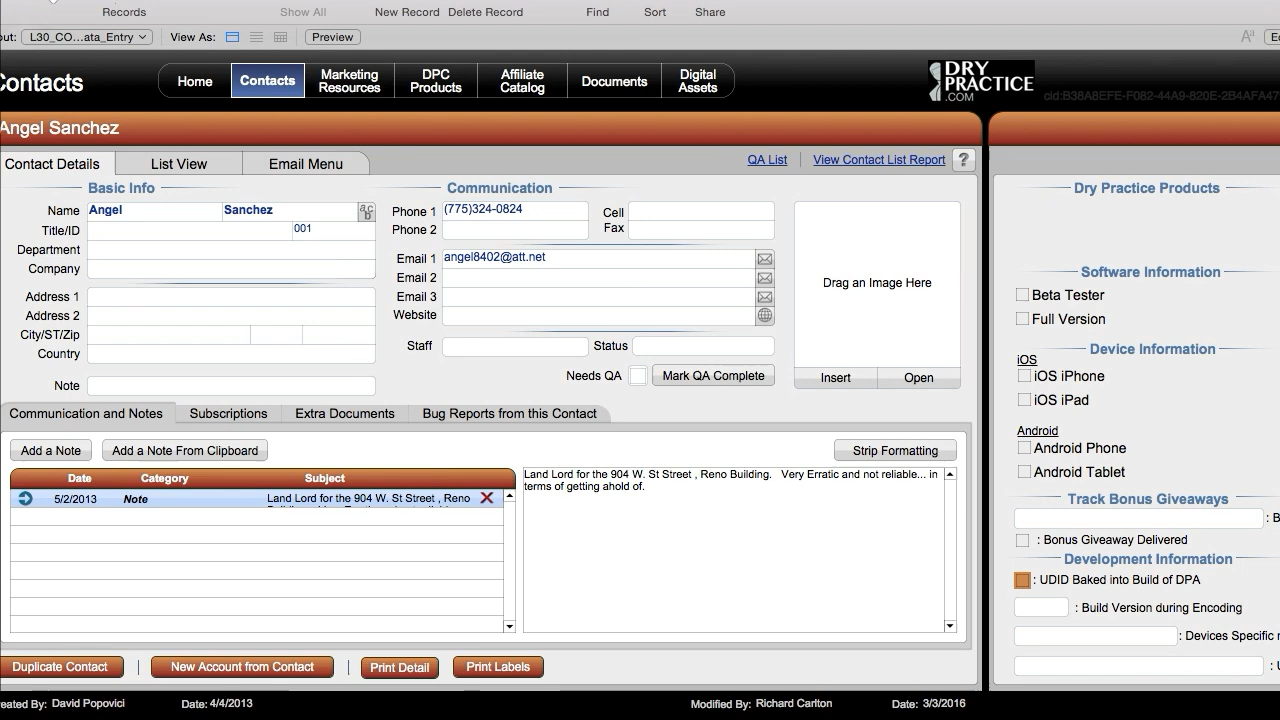 Records Show All New Record Delete Record Find Sort Share
ut: L30_CO...ata_Entry View As: Preview
ontacts Home Contacts Marketing Resources DPC Products Affiliate Catalog Documents Digital Assets DRY PRACTICE .COM
cid:B38A8EFE-F082-44A9-820E-2B4AFA47
Angel Sanchez
Contact Details List View Email Menu QA List View Contact List Report ?
Basic Info
Name Angel Sanchez
Title/ID 001
Department
Company
Address 1
Address 2
City/ST/Zip
Country
Note
Communication
Phone 1 (775)324-0824 Cell
Phone 2 Fax
Email 1 angel8402@att.net
Email 2
Email 3
Website
Staff Status
Needs QA Mark QA Complete
Drag an Image Here
Insert Open
Communication and Notes Subscriptions Extra Documents Bug Reports from this Contact
Add a Note Add a Note From Clipboard Strip Formatting
Date Category Subject
5/2/2013 Note Land Lord for the 904 W. St Street , Reno
Land Lord for the 904 W. St Street , Reno Building. Very Erratic and not reliable... in
terms of getting ahold of.
Duplicate Contact New Account from Contact Print Detail Print Labels
eated By: David Popovici Date: 4/4/2013 Modified By: Richard Carlton Date: 3/3/2016
Dry Practice Products
Software Information
Beta Tester
Full Version
Device Information
iOS
iOS iPhone
iOS iPad
Android
Android Phone
Android Tablet
Track Bonus Giveaways
: B
: Bonus Giveaway Delivered
Development Information
: UDID Baked into Build of DPA
: Build Version during Encoding
: Devices Specific